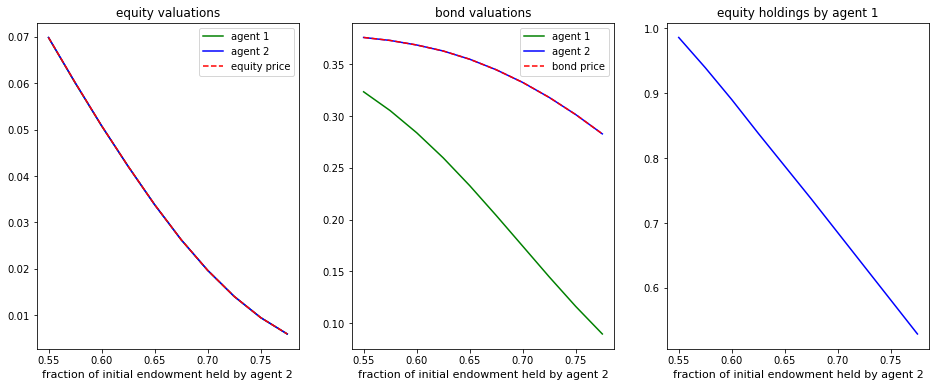 equity valuations
agent 1
agent 2
equity price
0.07
0.06
0.05
0.04
0.03
0.02
0.01
0.55
0.60
0.65
0.70
0.75
fraction of initial endowment held by agent 2
bond valuations
agent 1
agent 2
bond price
0.35
0.30
0.25
0.20
0.15
0.10
0.55
0.60
0.65
0.70
0.75
fraction of initial endowment held by agent 2
equity holdings by agent 1
1.0
0.9
0.8
0.7
0.6
0.55
0.60
0.65
0.70
0.75
fraction of initial endowment held by agent 2